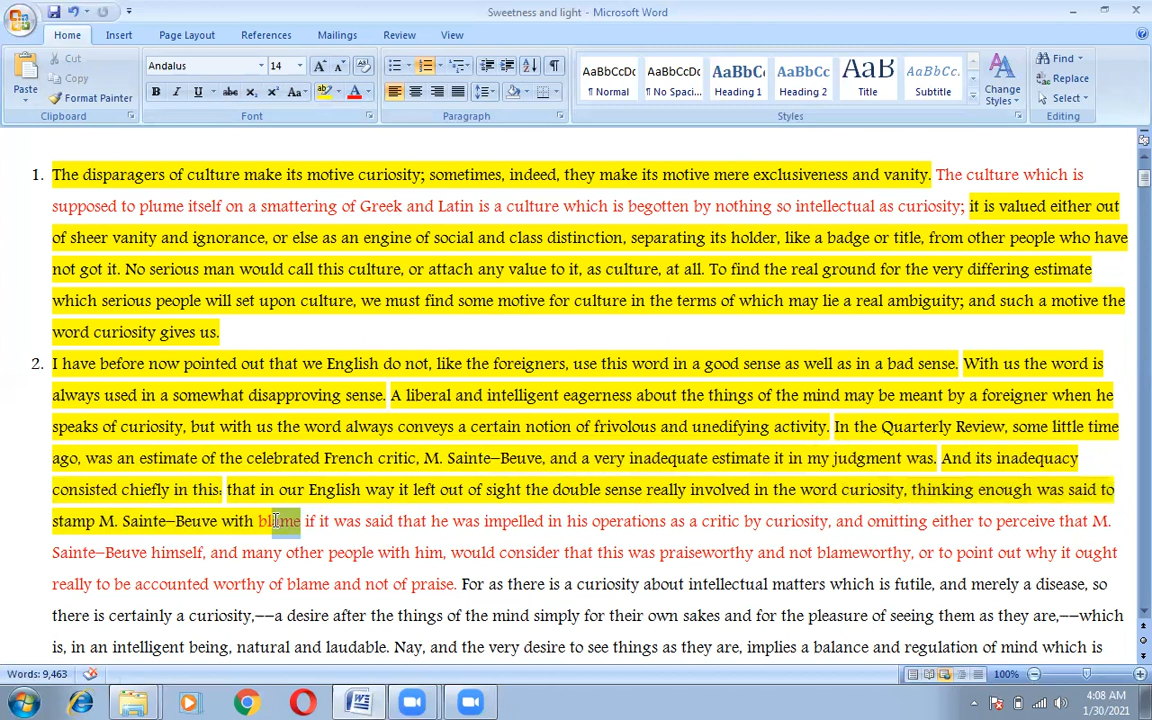 Sweetness and light - Microsoft Word
Home Insert Page Layout References Mailings Review View
Paste
Cut
Copy
Format Painter
Clipboard
Andalus 14
Font
Paragraph
AaBbCcDc AaBbCcDc AaBbC AaBbCc AaB AaBbCc.
¶ Normal ¶ No Spaci... Heading 1 Heading 2 Title Subtitle
Styles
Change
Styles
Find
Replace
Select
Editing
1. The disparagers of culture make its motive curiosity; sometimes, indeed, they make its motive mere exclusiveness and vanity. The culture which is
supposed to plume itself on a smattering of Greek and Latin is a culture which is begotten by nothing so intellectual as curiosity; it is valued either out
of sheer vanity and ignorance, or else as an engine of social and class distinction, separating its holder, like a badge or title, from other people who have
not got it. No serious man would call this culture, or attach any value to it, as culture, at all. To find the real ground for the very differing estimate
which serious people will set upon culture, we must find some motive for culture in the terms of which may lie a real ambiguity; and such a motive the
word curiosity gives us.
2. I have before now pointed out that we English do not, like the foreigners, use this word in a good sense as well as in a bad sense. With us the word is
always used in a somewhat disapproving sense. A liberal and intelligent eagerness about the things of the mind may be meant by a foreigner when he
speaks of curiosity, but with us the word always conveys a certain notion of frivolous and unedifying activity. In the Quarterly Review, some little time
ago, was an estimate of the celebrated French critic, M. Sainte-Beuve, and a very inadequate estimate it in my judgment was. And its inadequacy
consisted chiefly in this: that in our English way it left out of sight the double sense really involved in the word curiosity, thinking enough was said to
stamp M. Sainte-Beuve with blame if it was said that he was impelled in his operations as a critic by curiosity, and omitting either to perceive that M.
Sainte-Beuve himself, and many other people with him, would consider that this was praiseworthy and not blameworthy, or to point out why it ought
really to be accounted worthy of blame and not of praise. For as there is a curiosity about intellectual matters which is futile, and merely a disease, so
there is certainly a curiosity,--a desire after the things of the mind simply for their own sakes and for the pleasure of seeing them as they are,--which
is, in an intelligent being, natural and laudable. Nay, and the very desire to see things as they are, implies a balance and regulation of mind which is
Words: 9,463
100%
4:08 AM
1/30/2021